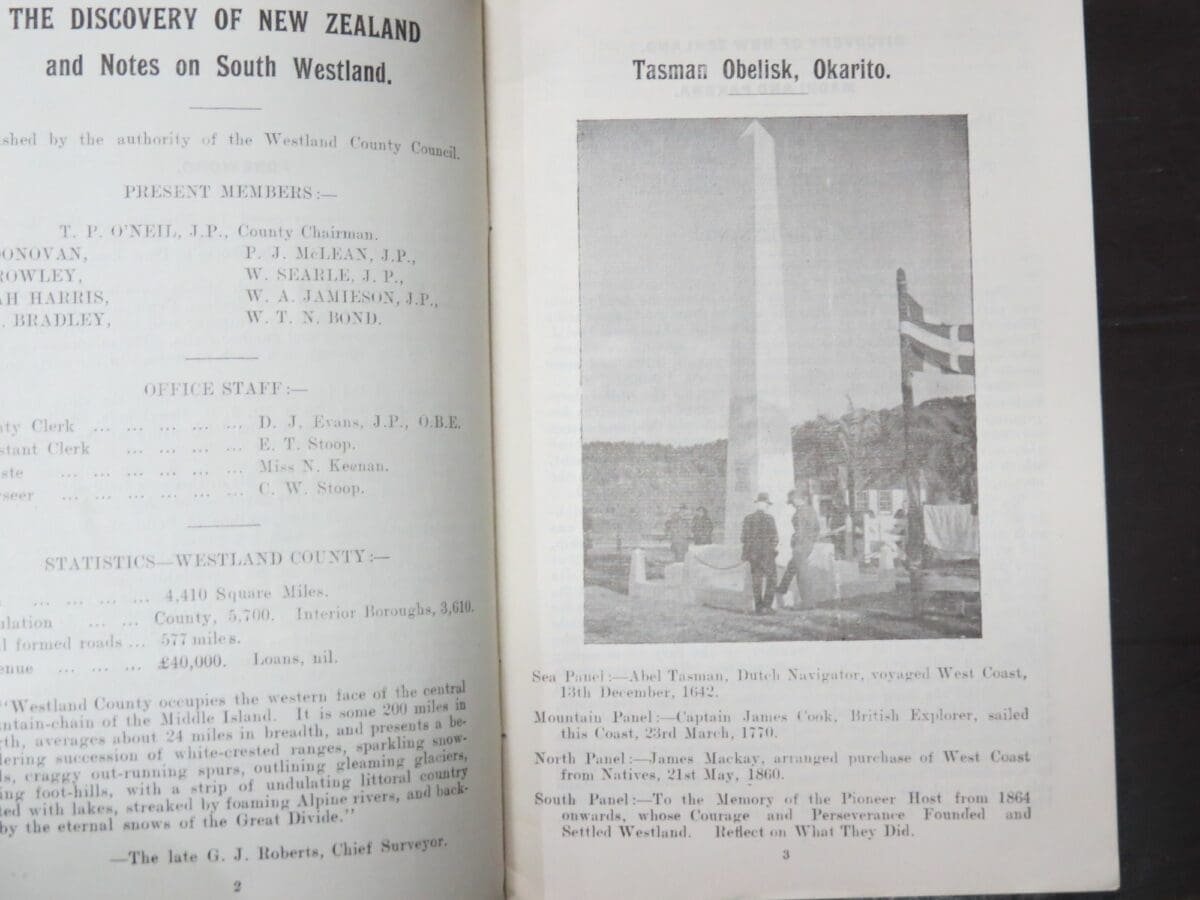 THE DISCOVERY OF NEW ZEALAND
and Notes on South Westland.
shed by the authority of the Westland County Council.
PRESENT MEMBERS:—
T. P. O'NEIL, J.P., County Chairman.
ONOVAN, P. J. McLEAN, J.P.,
ROWLEY, W. SEARLE, J. P.,
AH HARRIS, W. A. JAMIESON, J.P.,
. BRADLEY, W. T. N. BOND.
OFFICE STAFF:—
ty Clerk ... ... ... ... ... D. J. Evans, J.P., O.B.E.
stant Clerk ... ... ... ... E. T. Stoop.
ste ... ... ... ... ... ... Miss N. Keenan.
rseer ... ... ... ... ... ... C. W. Stoop.
STATISTICS—WESTLAND COUNTY:—
... ... ... ... 4,410 Square Miles.
ulation ... ... County, 5,700. Interior Boroughs, 3,610.
l formed roads ... 577 miles.
enue ... ... ... £40,000. Loans, nil.
"Westland County occupies the western face of the central
untain-chain of the Middle Island. It is some 200 miles in
gth, averages about 24 miles in breadth, and presents a be-
dering succession of white-crested ranges, sparkling snow-
ls, craggy out-running spurs, outlining gleaming glaciers,
ing foot-hills, with a strip of undulating littoral country
ted with lakes, streaked by foaming Alpine rivers, and back-
by the eternal snows of the Great Divide."
—The late G. J. Roberts, Chief Surveyor.
2
Tasman Obelisk, Okarito.
Sea Panel:—Abel Tasman, Dutch Navigator, voyaged West Coast,
13th December, 1642.
Mountain Panel:—Captain James Cook, British Explorer, sailed
this Coast, 23rd March, 1770.
North Panel:—James Mackay, arranged purchase of West Coast
from Natives, 21st May, 1860.
South Panel:—To the Memory of the Pioneer Host from 1864
onwards, whose Courage and Perseverance Founded and
Settled Westland. Reflect on What They Did.
3